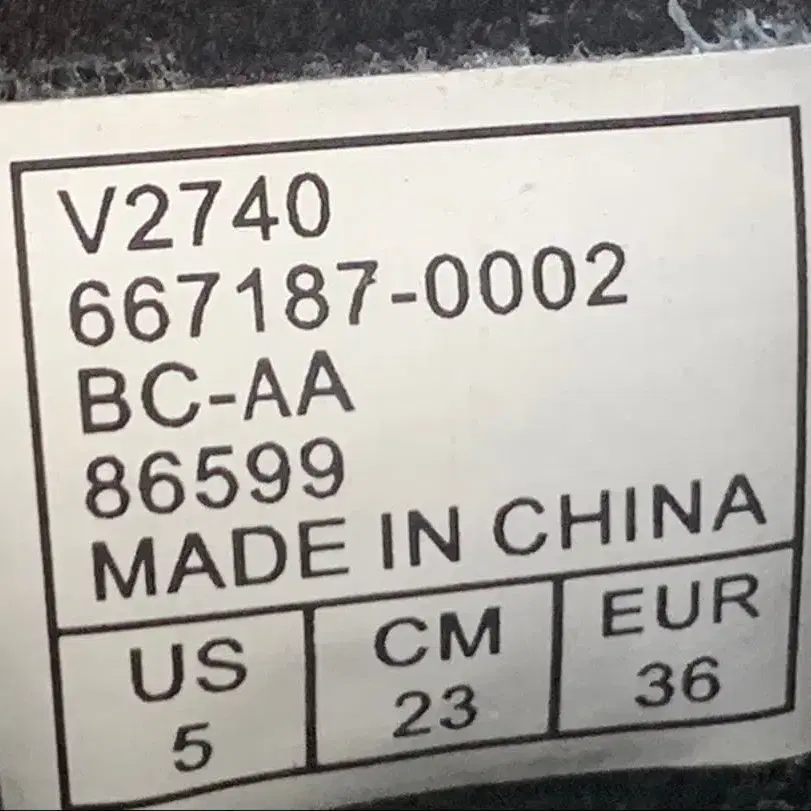 V2740
667187-0002
BC-AA
86599
MADE IN CHINA
US CM EUR
5 23 36